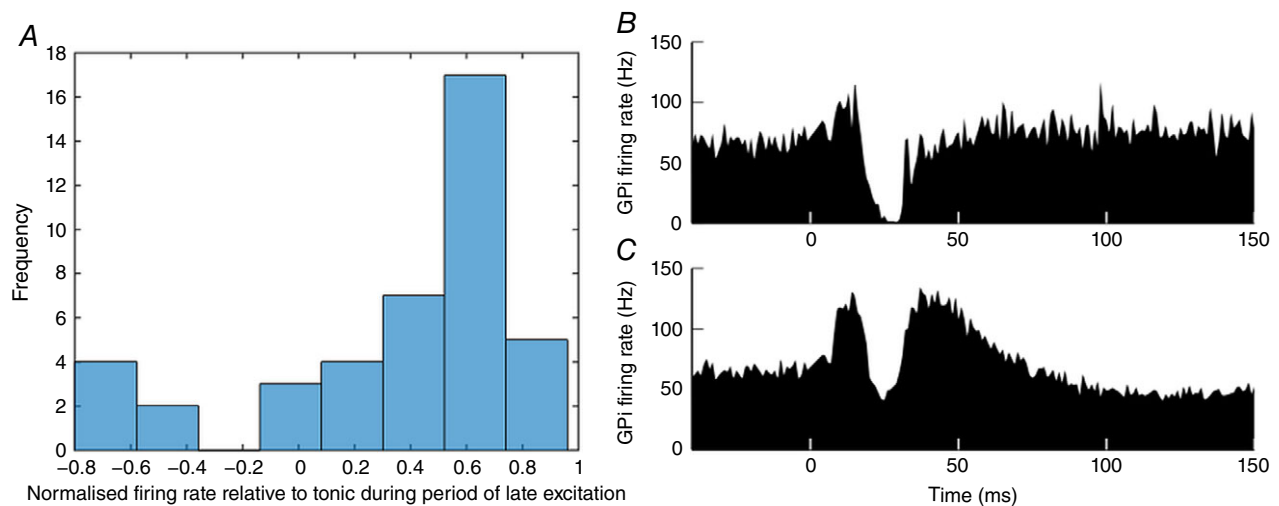 A
18
16
14
12
10
8
6
4
2
0
Frequency
−0.8 −0.6 −0.4 −0.2 0 0.2 0.4 0.6 0.8 1
Normalised firing rate relative to tonic during period of late excitation
B
150
100
50
0
GPi firing rate (Hz)
0 50 100 150
C
150
100
50
0
GPi firing rate (Hz)
0 50 100 150
Time (ms)